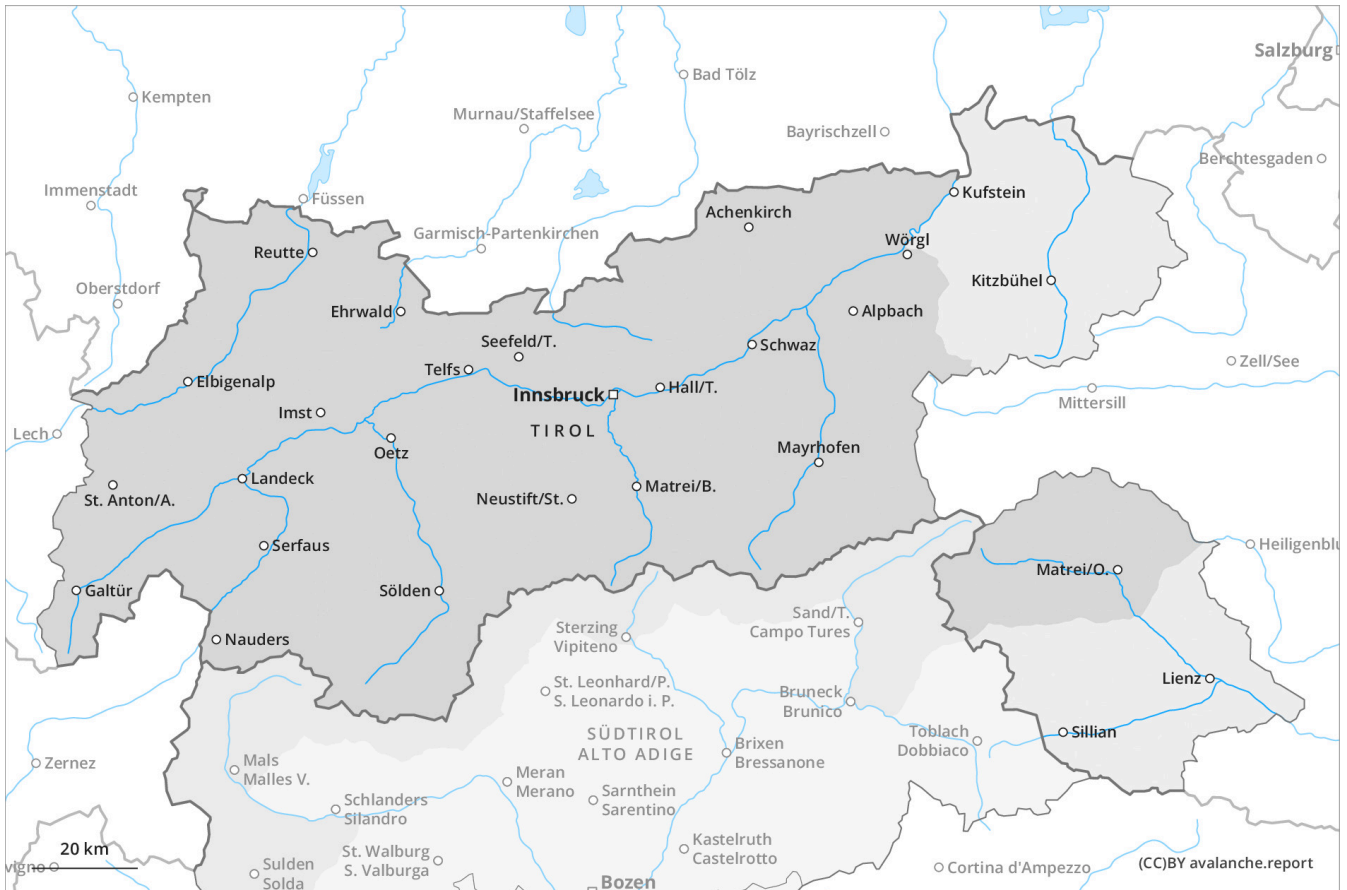 Salzburg
Bad Tölz
Kempten
Murnau/Staffelsee
Bayrischzell
Berchtesgaden
Immenstadt
Füssen
Kufstein
Achenkirch
Garmisch-Partenkirchen
Wörgl
Reutte
Kitzbühel
Oberstdorf
Ehrwald
Alpbach
Seefeld/T.
Schwaz
Zell/See
Telfs
Elbigenalp
Hall/T.
Innsbruck
Mittersill
Imst
TIROL
Lech
Oetz
Mayrhofen
Landeck
Matrei/B.
St. Anton/A.
Neustift/St.
Serfaus
Heiligenblu
Matrei/O.
Galtür
Sölden
Sand/T.
Campo Tures
Sterzing
Vipiteno
Nauders
Lienz
St. Leonhard/P.
S. Leonardo i. P.
Bruneck
Brunico
SÜDTIROL
ALTO ADIGE
Toblach
Dobbiaco
Sillian
Brixen
Bressanone
Mals
Malles V.
Zernez
Meran
Merano
Sarnthein
Sarentino
Schlanders
Silandro
20 km
Kastelruth
Castelrotto
St. Walburg
S. Valburga
vigno
Sulden
Solda
Cortina d'Ampezzo
(CC)BY avalanche.report
Bozen